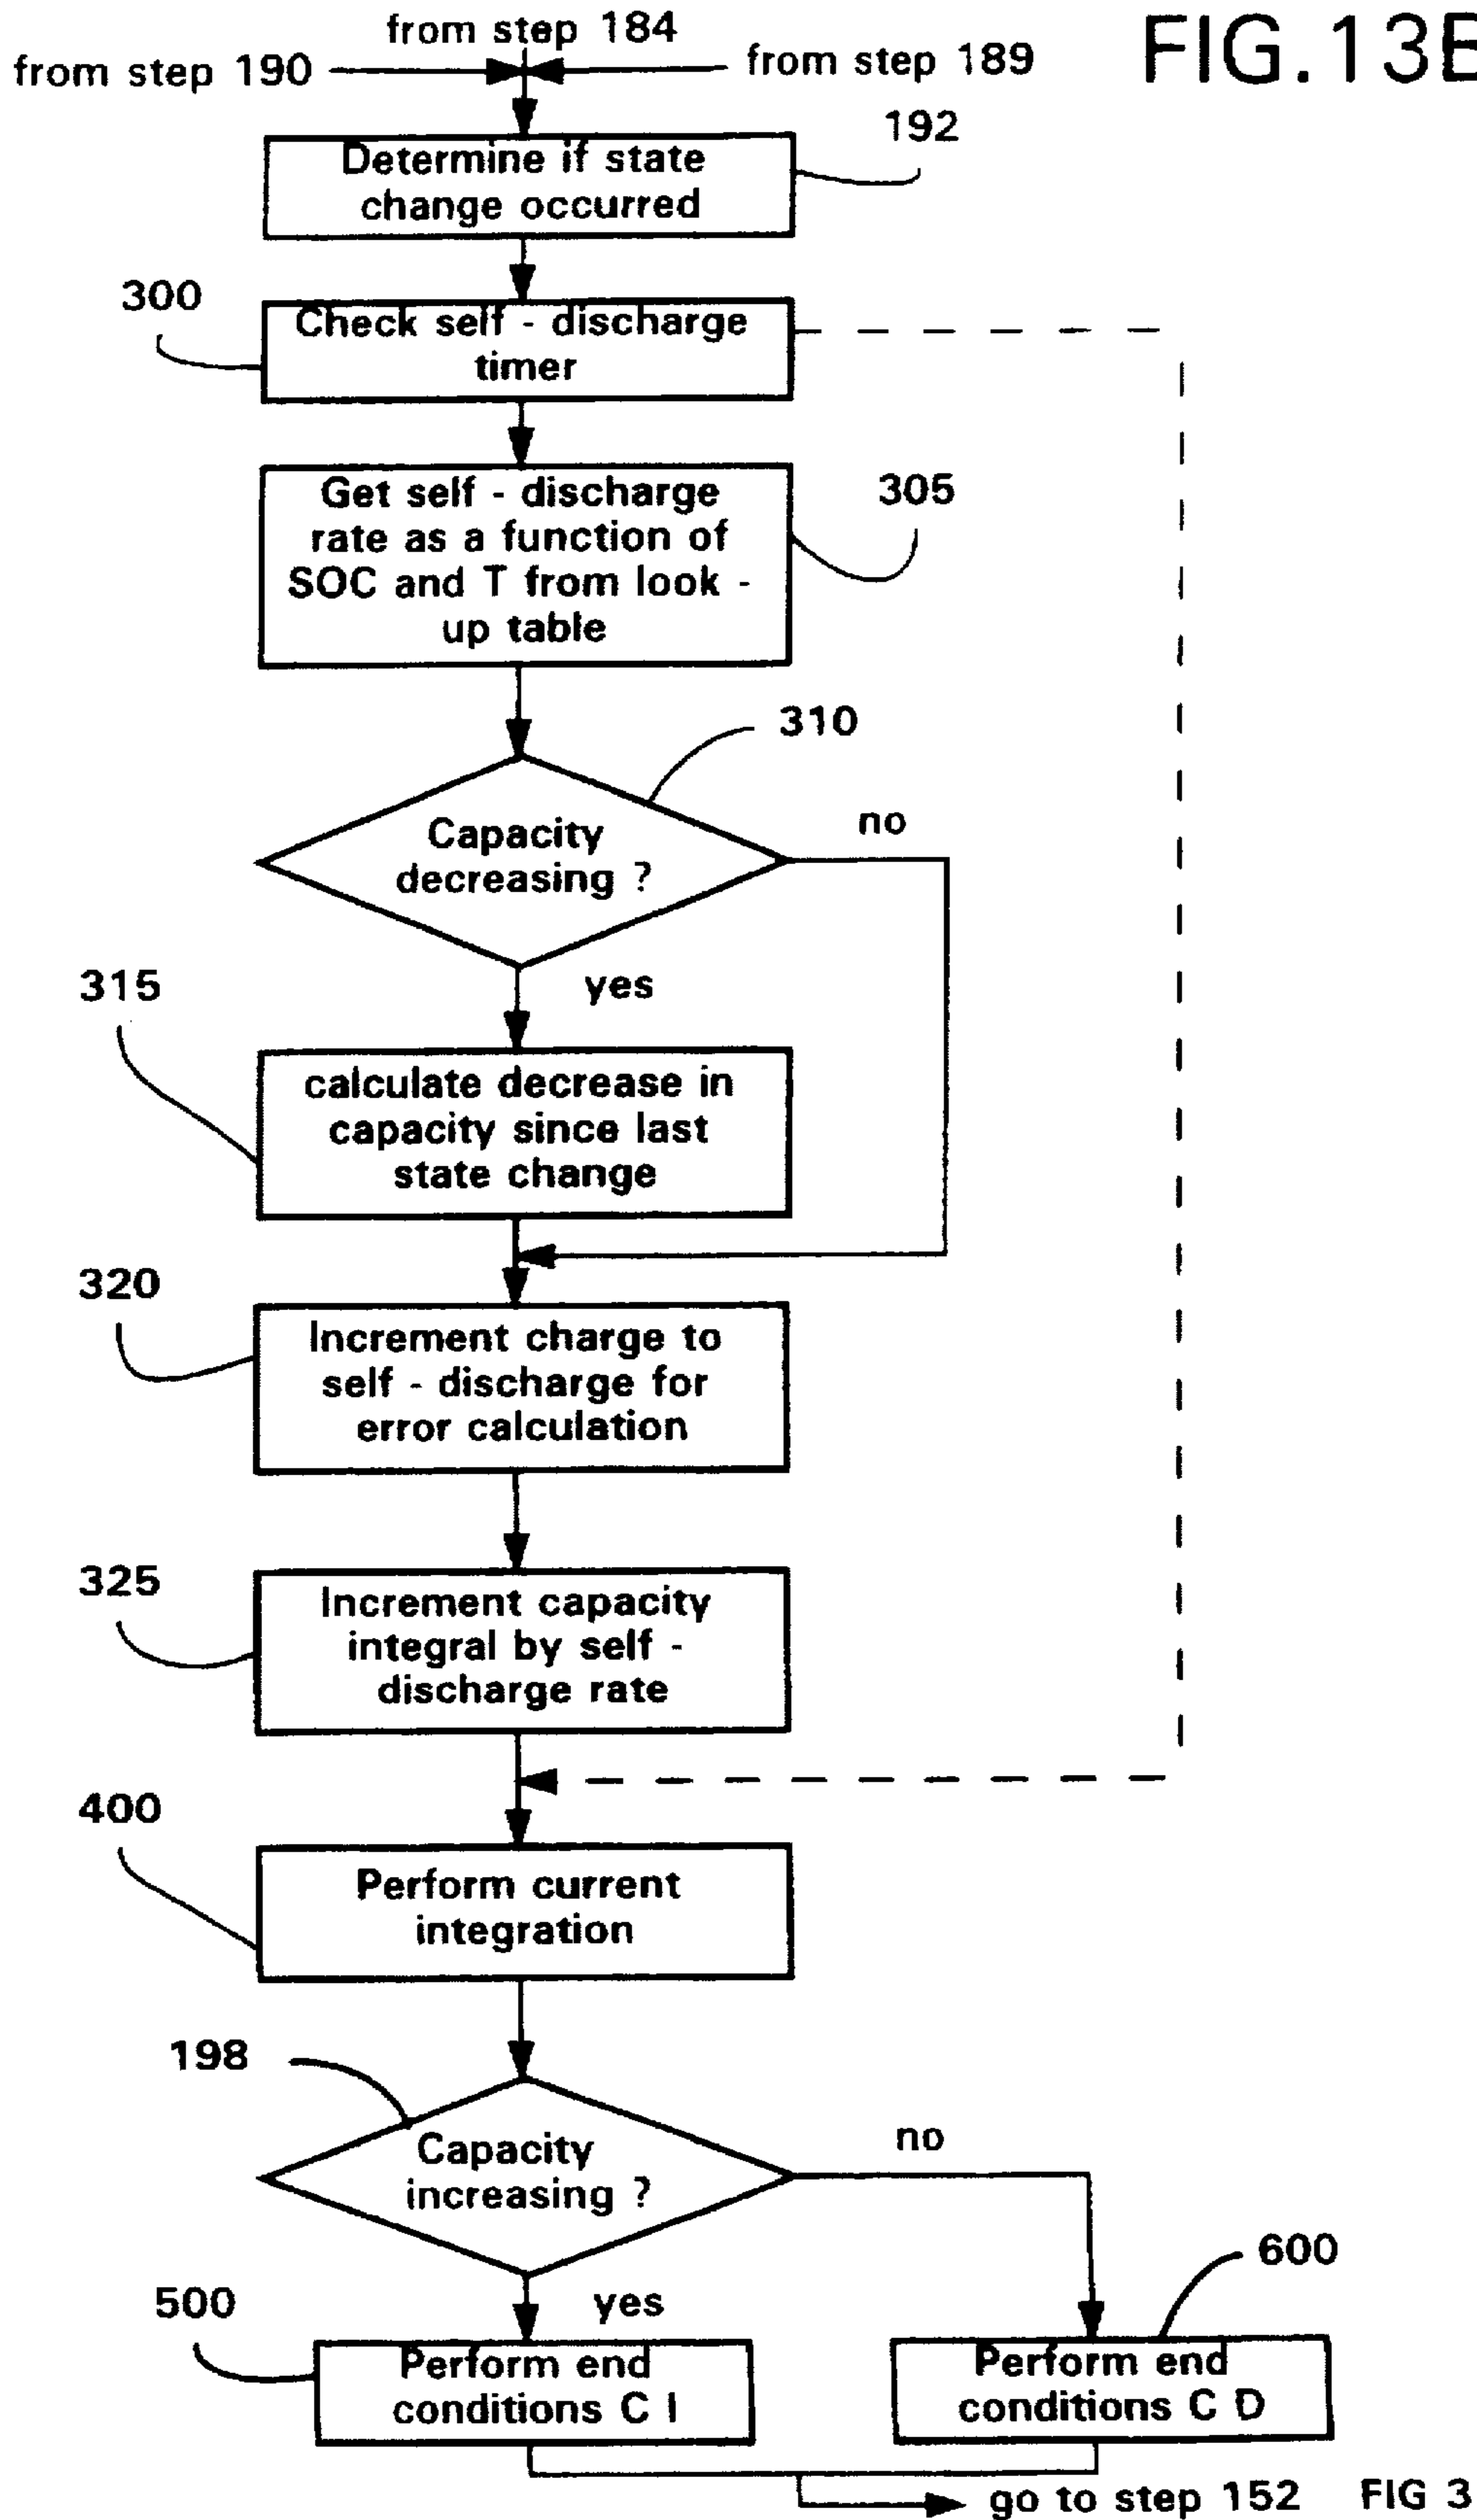 from step 184
FIG.13B
from step 190
from step 189
192
Determine if state
change occurred
300
Check self - discharge
timer
Get self - discharge
rate as a function of
SOC and T from look -
up table
305
310
Capacity
decreasing ?
no
yes
315
calculate decrease in
capacity since last
state change
320
Increment charge to
self - discharge for
error calculation
325
Increment capacity
integral by self -
discharge rate
400
Perform current
integration
198
Capacity
increasing ?
no
yes
500
600
Perform end
conditions C I
Perform end
conditions C D
go to step 152 FIG 3